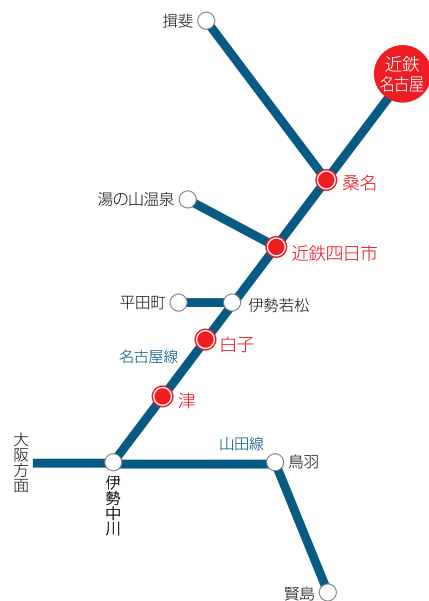 揖斐
近鉄
名古屋
桑名
湯の山温泉
近鉄四日市
平田町
伊勢若松
白子
名古屋線
津
大阪方面
山田線
鳥羽
伊勢中川
賢島